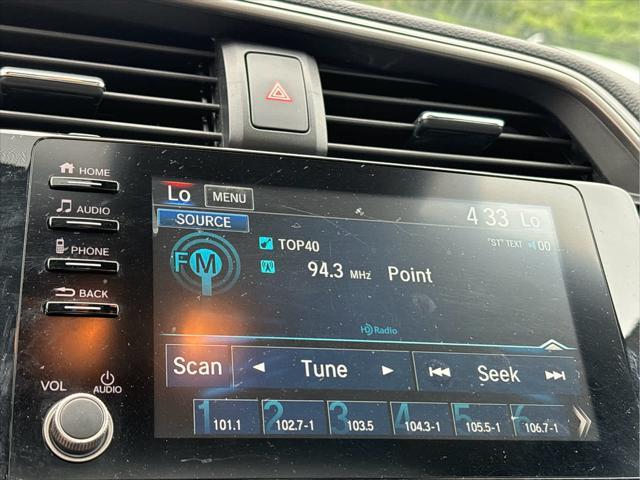 HOME
AUDIO
PHONE
BACK
VOL
AUDIO
Lo MENU 4 33 Lo
SOURCE
"ST" TEXT 00
FM TOP40
94.3 MHz Point
HD Radio
Scan Tune Seek
1 2 3 4 5 6
101.1 102.7-1 103.5 104.3-1 105.5-1 106.7-1